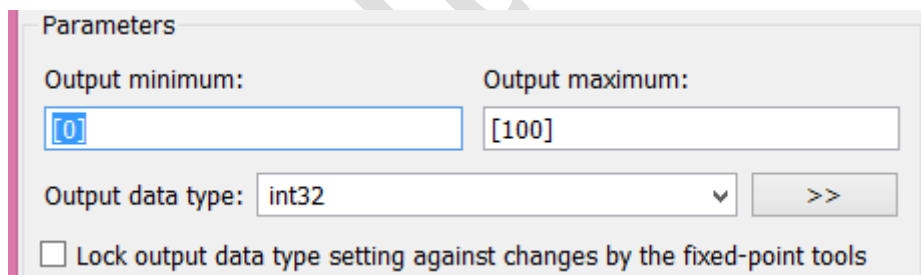 Parameters
Output minimum: Output maximum:
[0] [100]
Output data type: int32 >>
Lock output data type setting against changes by the fixed-point tools